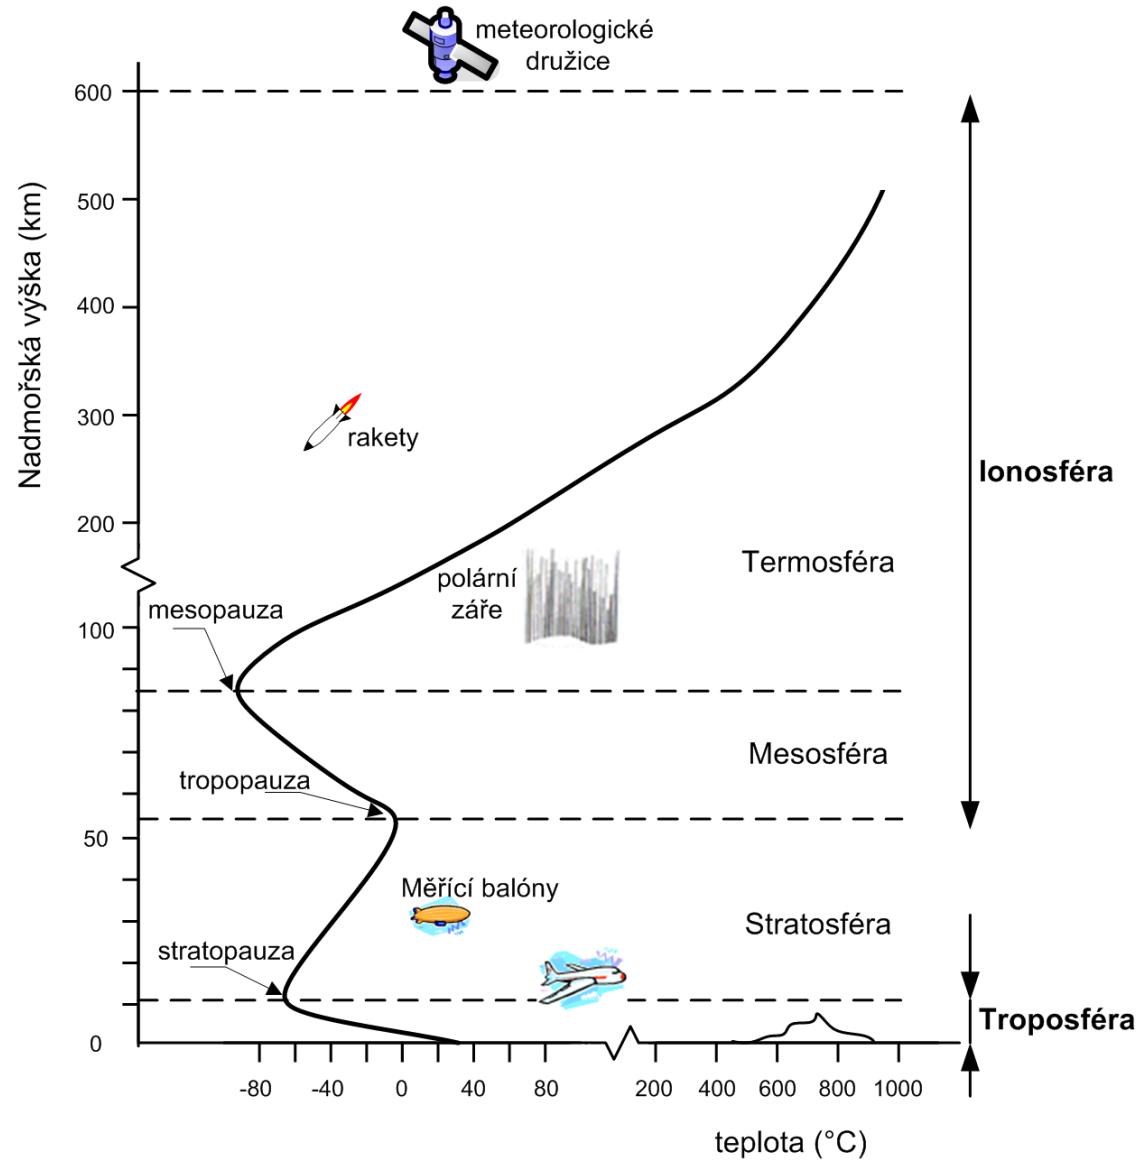 meteorologické
družice
600
500
400
300
200
100
50
0
Nadmořská výška (km)
rakety
Ionosféra
Termosféra
polární
záře
mesopauza
Mesosféra
tropopauza
Měřící balóny
Stratosféra
stratopauza
Troposféra
-80 -40 0 40 80 200 400 600 800 1000
teplota (°C)